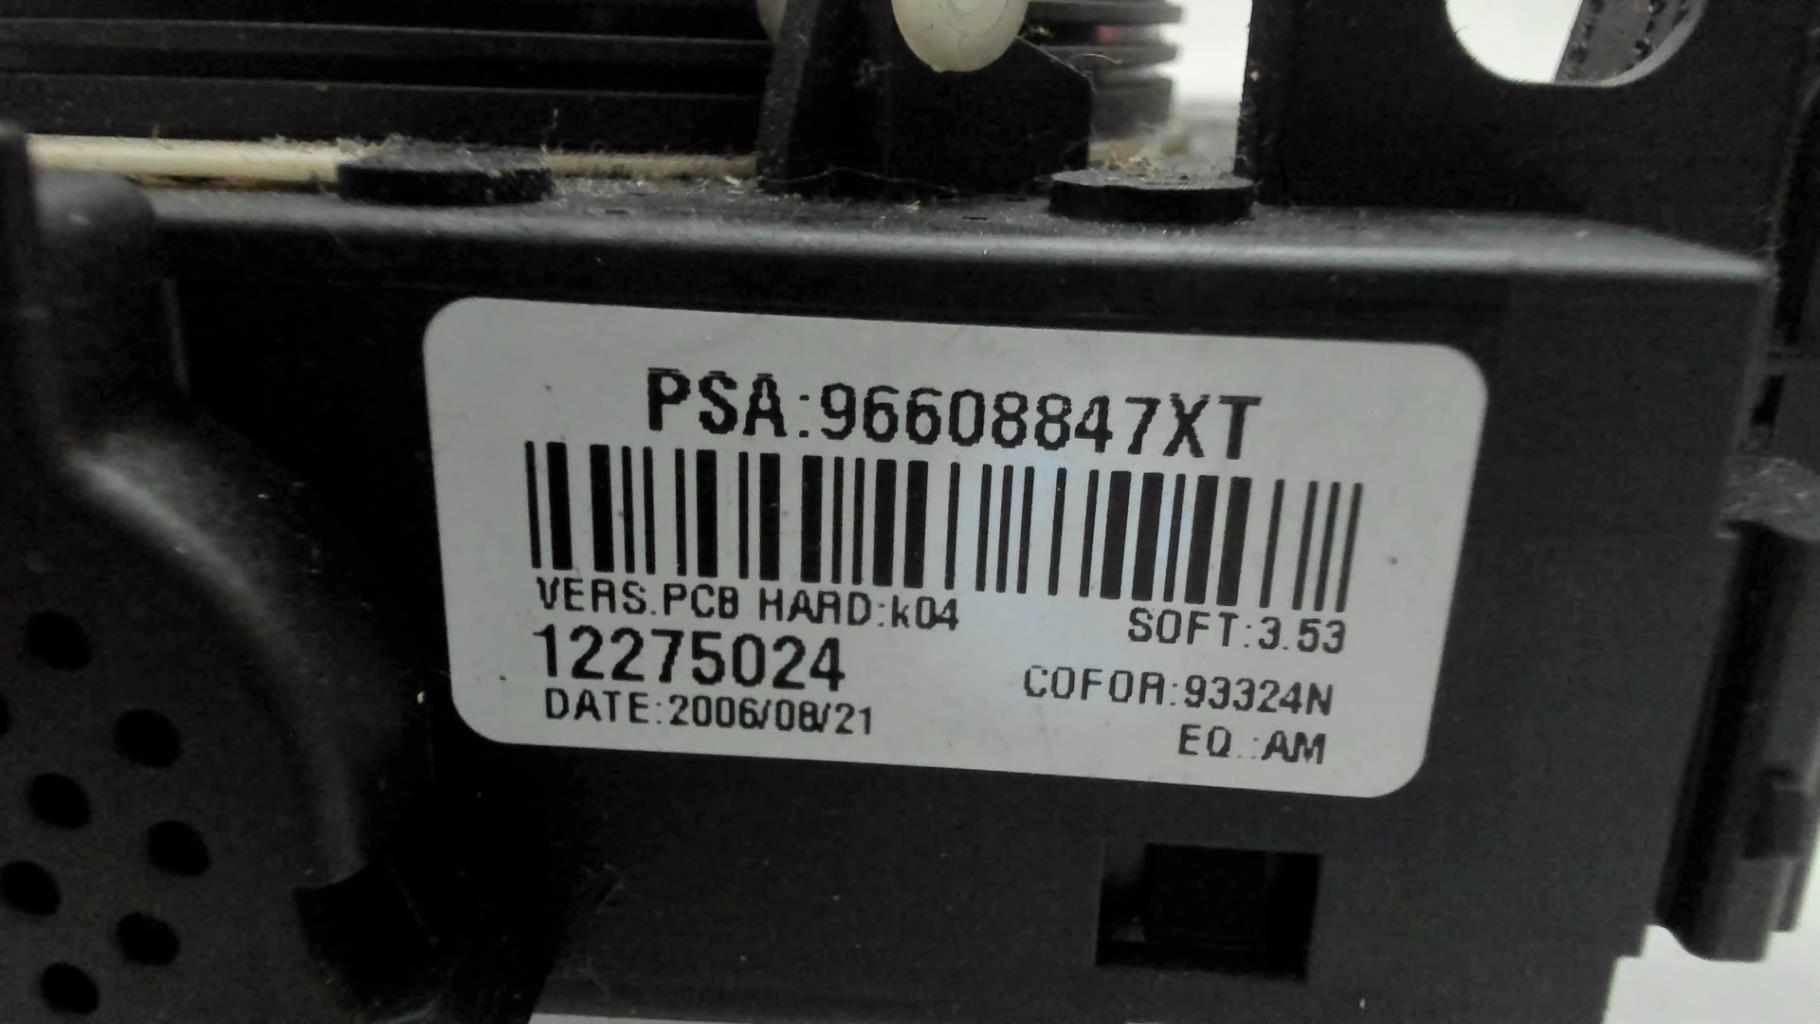 PSA:96608847XT
VERS.PCB HARD:k04
SOFT:3.53
12275024
COFOR:93324N
DATE:2006/08/21
EQ.:AM